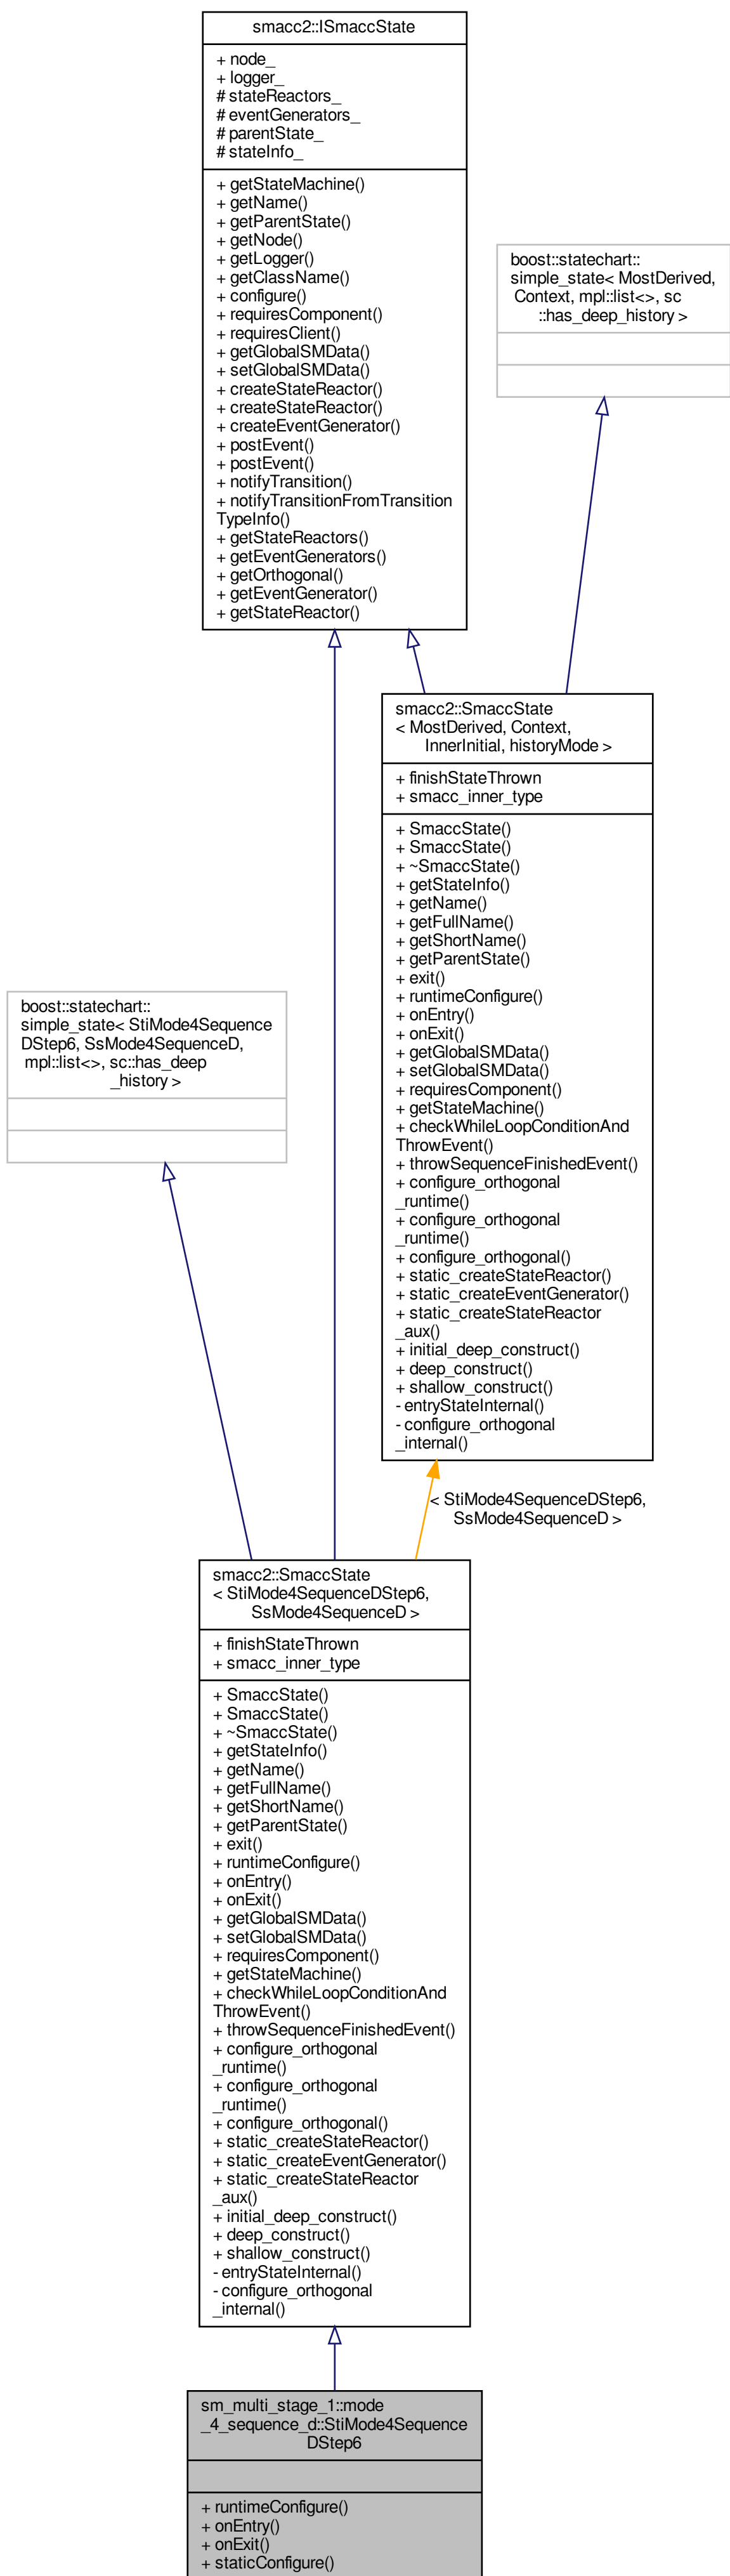 smacc2::ISmaccState
+ node_
+ logger_
# stateReactors_
# eventGenerators_
# parentState_
# stateInfo_
+ getStateMachine()
+ getName()
+ getParentState()
+ getNode()
+ getLogger()
+ getClassName()
+ configure()
+ requiresComponent()
+ requiresClient()
+ getGlobalSMData()
+ setGlobalSMData()
+ createStateReactor()
+ createStateReactor()
+ createEventGenerator()
+ postEvent()
+ postEvent()
+ notifyTransition()
+ notifyTransitionFromTransition
TypeInfo()
+ getStateReactors()
+ getEventGenerators()
+ getOrthogonal()
+ getEventGenerator()
+ getStateReactor()
boost::statechart::
simple_state< MostDerived,
Context, mpl::list<>, sc
::has_deep_history >
smacc2::SmaccState
< MostDerived, Context,
InnerInitial, historyMode >
+ finishStateThrown
+ smacc_inner_type
+ SmaccState()
+ SmaccState()
+ ~SmaccState()
+ getStateInfo()
+ getName()
+ getFullName()
+ getShortName()
+ getParentState()
+ exit()
+ runtimeConfigure()
+ onEntry()
+ onExit()
+ getGlobalSMData()
+ setGlobalSMData()
+ requiresComponent()
+ getStateMachine()
+ checkWhileLoopConditionAnd
ThrowEvent()
+ throwSequenceFinishedEvent()
+ configure_orthogonal
_runtime()
+ configure_orthogonal
_runtime()
+ configure_orthogonal()
+ static_createStateReactor()
+ static_createEventGenerator()
+ static_createStateReactor
_aux()
+ initial_deep_construct()
+ deep_construct()
+ shallow_construct()
- entryStateInternal()
- configure_orthogonal
_internal()
boost::statechart::
simple_state< StiMode4Sequence
DStep6, SsMode4SequenceD,
mpl::list<>, sc::has_deep
_history >
< StiMode4SequenceDStep6,
SsMode4SequenceD >
smacc2::SmaccState
< StiMode4SequenceDStep6,
SsMode4SequenceD >
+ finishStateThrown
+ smacc_inner_type
+ SmaccState()
+ SmaccState()
+ ~SmaccState()
+ getStateInfo()
+ getName()
+ getFullName()
+ getShortName()
+ getParentState()
+ exit()
+ runtimeConfigure()
+ onEntry()
+ onExit()
+ getGlobalSMData()
+ setGlobalSMData()
+ requiresComponent()
+ getStateMachine()
+ checkWhileLoopConditionAnd
ThrowEvent()
+ throwSequenceFinishedEvent()
+ configure_orthogonal
_runtime()
+ configure_orthogonal
_runtime()
+ configure_orthogonal()
+ static_createStateReactor()
+ static_createEventGenerator()
+ static_createStateReactor
_aux()
+ initial_deep_construct()
+ deep_construct()
+ shallow_construct()
- entryStateInternal()
- configure_orthogonal
_internal()
sm_multi_stage_1::mode
_4_sequence_d::StiMode4Sequence
DStep6
+ runtimeConfigure()
+ onEntry()
+ onExit()
+ staticConfigure()